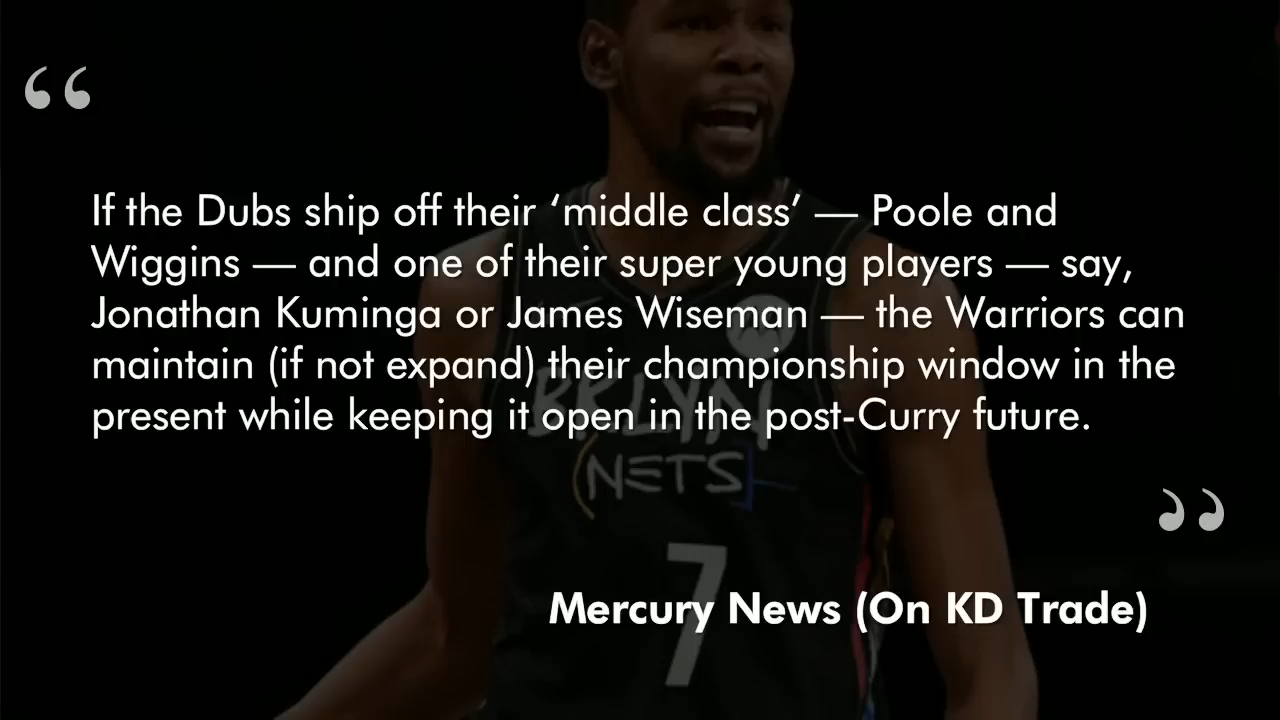 “
If the Dubs ship off their ‘middle class’ — Poole and
Wiggins — and one of their super young players — say,
Jonathan Kuminga or James Wiseman — the Warriors can
maintain (if not expand) their championship window in the
present while keeping it open in the post-Curry future.
”
BKLYN
NETS
7
Mercury News (On KD Trade)